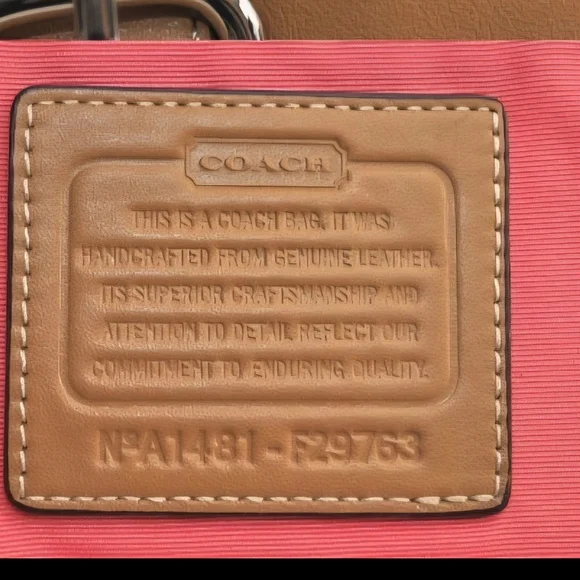 COACH
THIS IS A COACH BAG. IT WAS
HANDCRAFTED FROM GENUINE LEATHER.
ITS SUPERIOR CRAFTSMANSHIP AND
ATTENTION TO DETAIL REFLECT OUR
COMMITMENT TO ENDURING QUALITY.
NºA1481-F29763